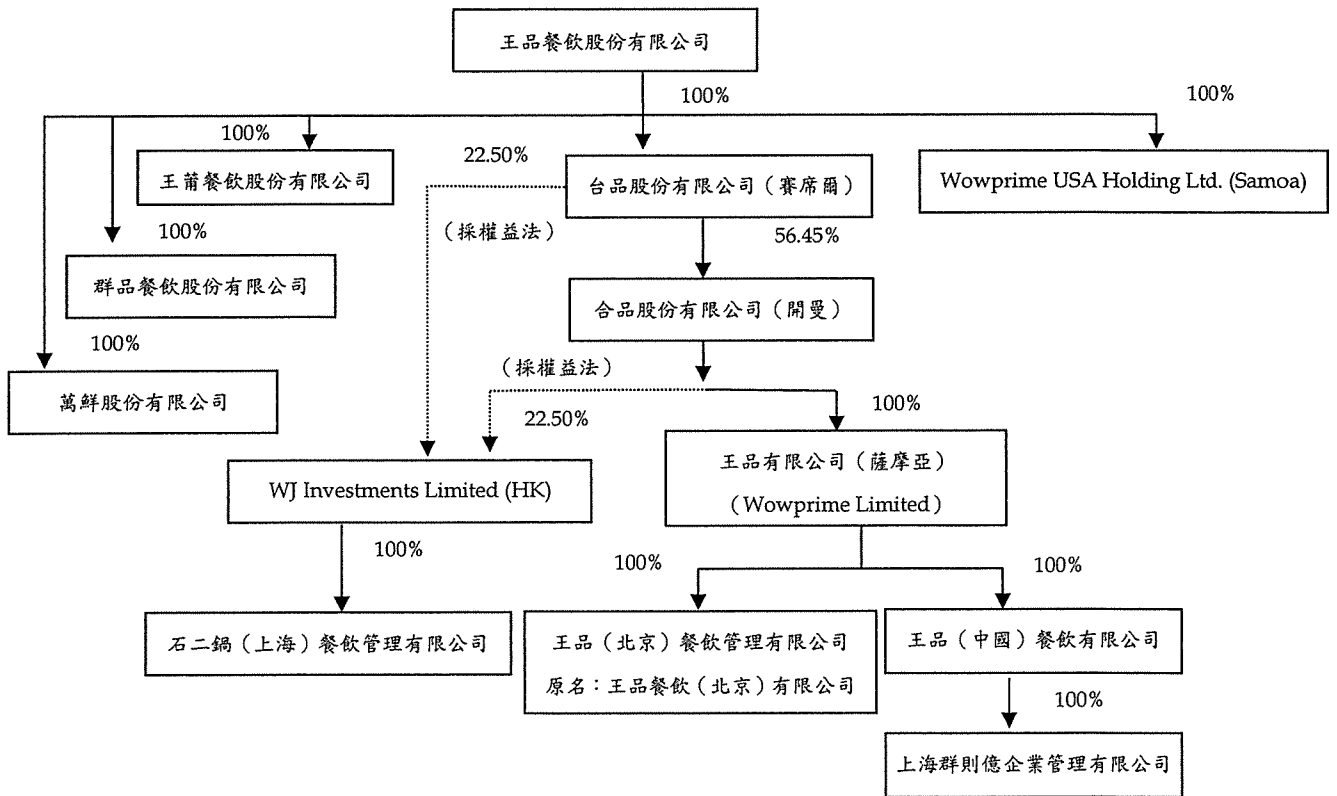 王品餐飲股份有限公司
100%
100%
100%
22.50%
王莆餐飲股份有限公司
台品股份有限公司（賽席爾）
Wowprime USA Holding Ltd. (Samoa)
100%
（採權益法）
56.45%
群品餐飲股份有限公司
合品股份有限公司（開曼）
100%
（採權益法）
萬鮮股份有限公司
22.50%
100%
WJ Investments Limited (HK)
王品有限公司（薩摩亞）
（Wowprime Limited）
100%
100%
100%
石二鍋（上海）餐飲管理有限公司
王品（北京）餐飲管理有限公司
原名：王品餐飲（北京）有限公司
王品（中國）餐飲有限公司
100%
上海群則億企業管理有限公司